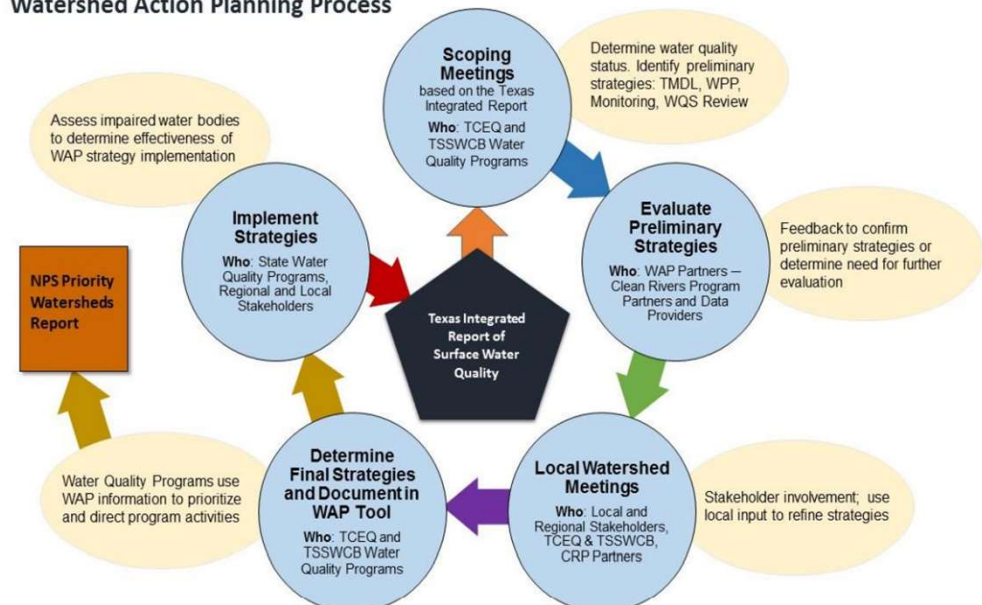 Watershed Action Planning Process
Scoping
Meetings
based on the Texas
Integrated Report
Who: TCEQ and
TSSWCB Water
Quality Programs
Determine water quality
status. Identify preliminary
strategies: TMDL, WPP,
Monitoring, WQS Review
Evaluate
Preliminary
Strategies
Who: WAP Partners —
Clean Rivers Program
Partners and Data
Providers
Feedback to confirm
preliminary strategies or
determine need for further
evaluation
Local Watershed
Meetings
Who: Local and
Regional Stakeholders,
TCEQ & TSSWCB,
CRP Partners
Stakeholder involvement; use
local input to refine strategies
Determine
Final Strategies
and Document in
WAP Tool
Who: TCEQ and
TSSWCB Water
Quality Programs
Water Quality Programs use
WAP information to prioritize
and direct program activities
NPS Priority
Watersheds
Report
Implement
Strategies
Who: State Water
Quality Programs,
Regional and Local
Stakeholders
Assess impaired water bodies
to determine effectiveness of
WAP strategy implementation
Texas Integrated
Report of
Surface Water
Quality